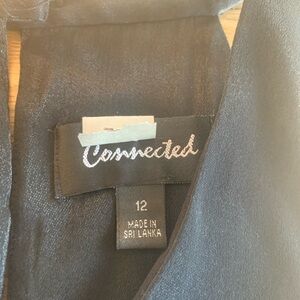 Connected
12
MADE IN
SRI LANKA